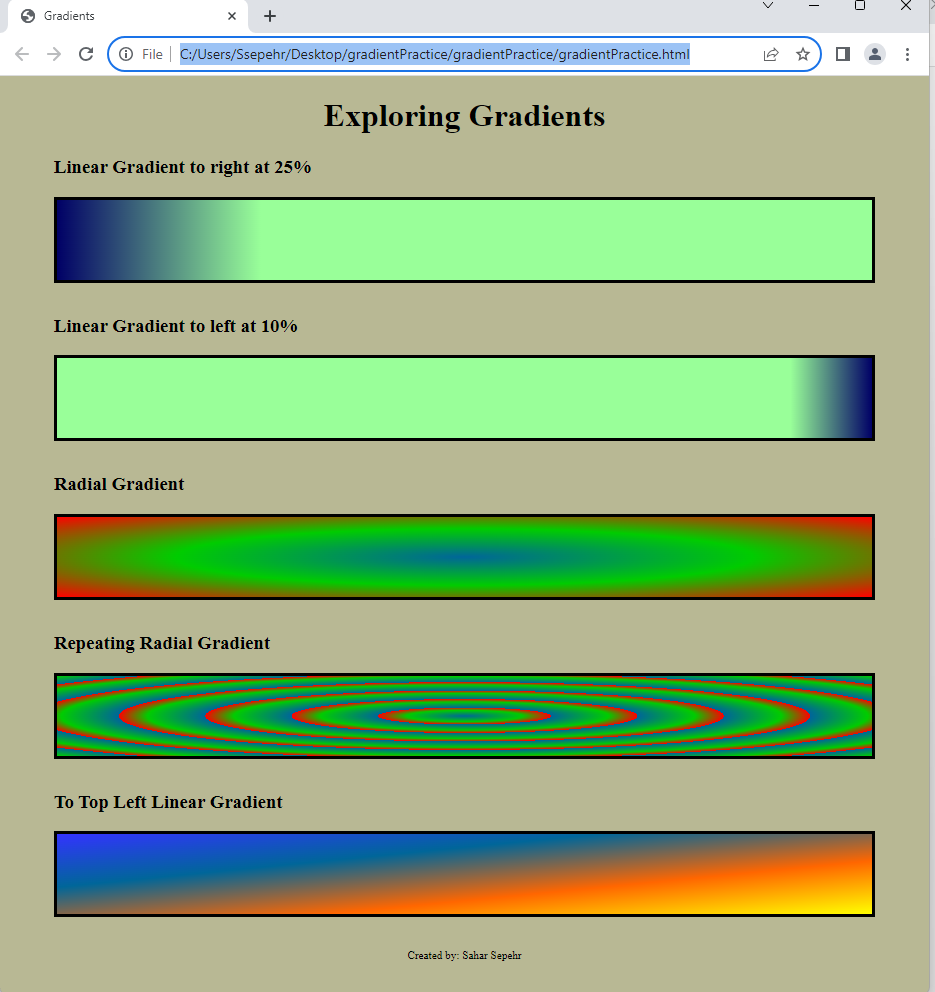 Gradients
File
C:/Users/Ssepehr/Desktop/gradientPractice/gradientPractice/gradientPractice.html
Exploring Gradients
Linear Gradient to right at 25%
Linear Gradient to left at 10%
Radial Gradient
Repeating Radial Gradient
To Top Left Linear Gradient
Created by: Sahar Sepehr